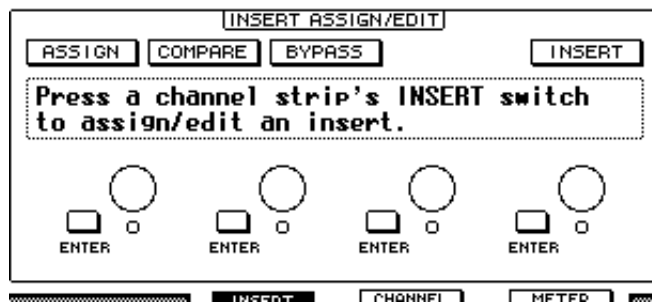 INSERT ASSIGN/EDIT
ASSIGN COMPARE BYPASS INSERT
Press a channel strip's INSERT switch
to assign/edit an insert.
ENTER ENTER ENTER ENTER
INSERT CHANNEL METER